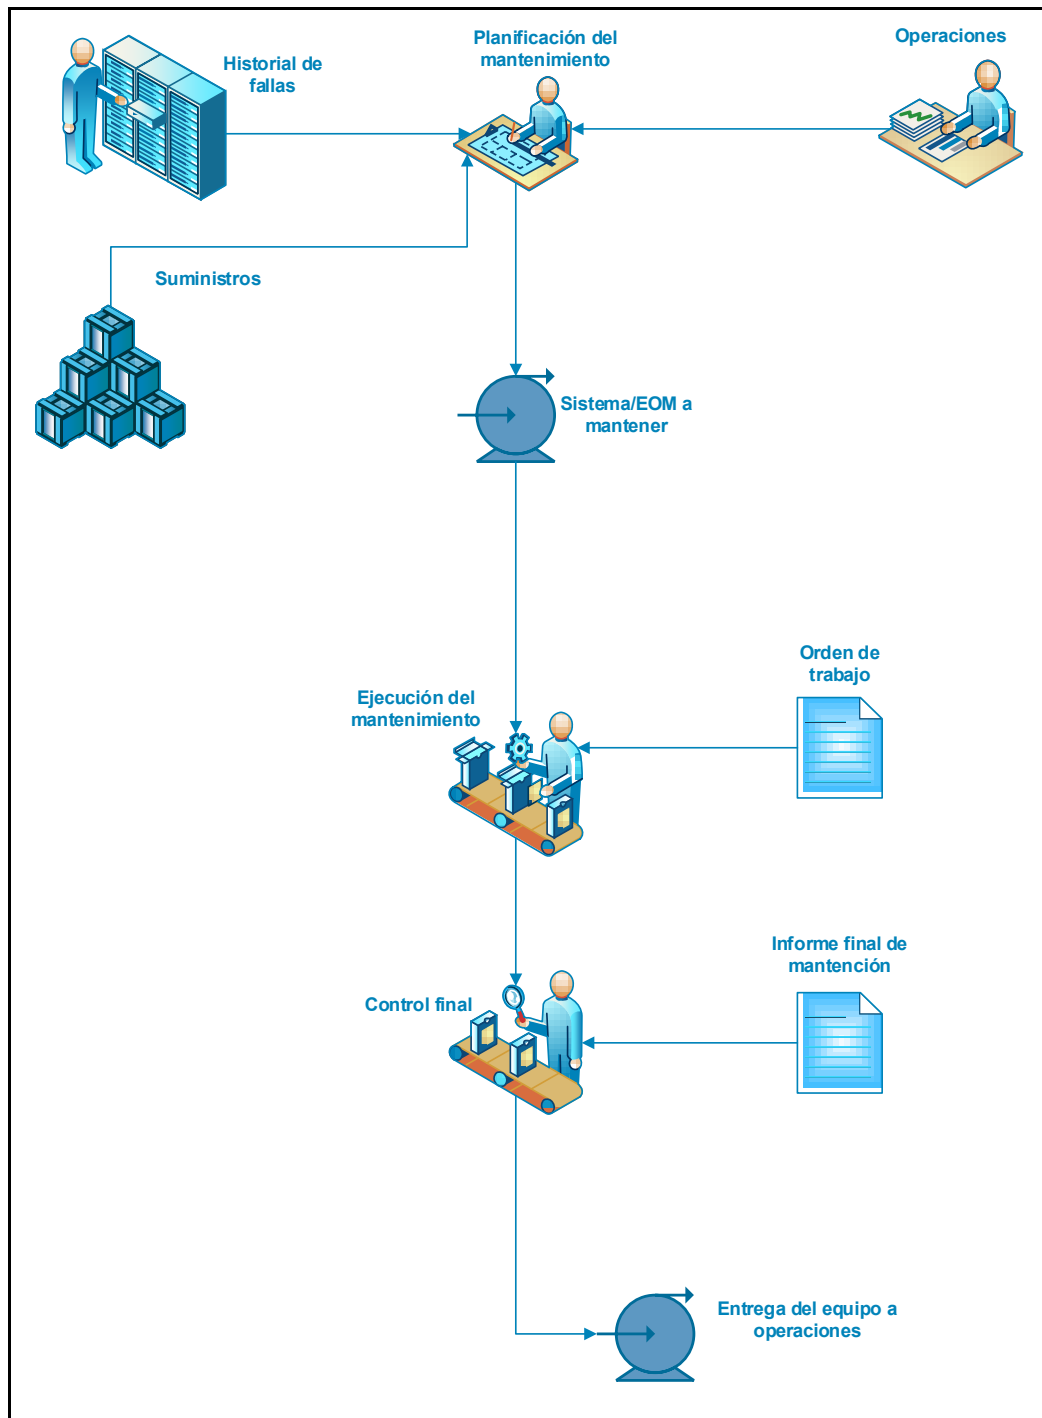 Historial de
fallas
Planificación del
mantenimiento
Operaciones
Suministros
Sistema/EOM a
mantener
Orden de
trabajo
Ejecución del
mantenimiento
Informe final de
mantención
Control final
Entrega del equipo a
operaciones